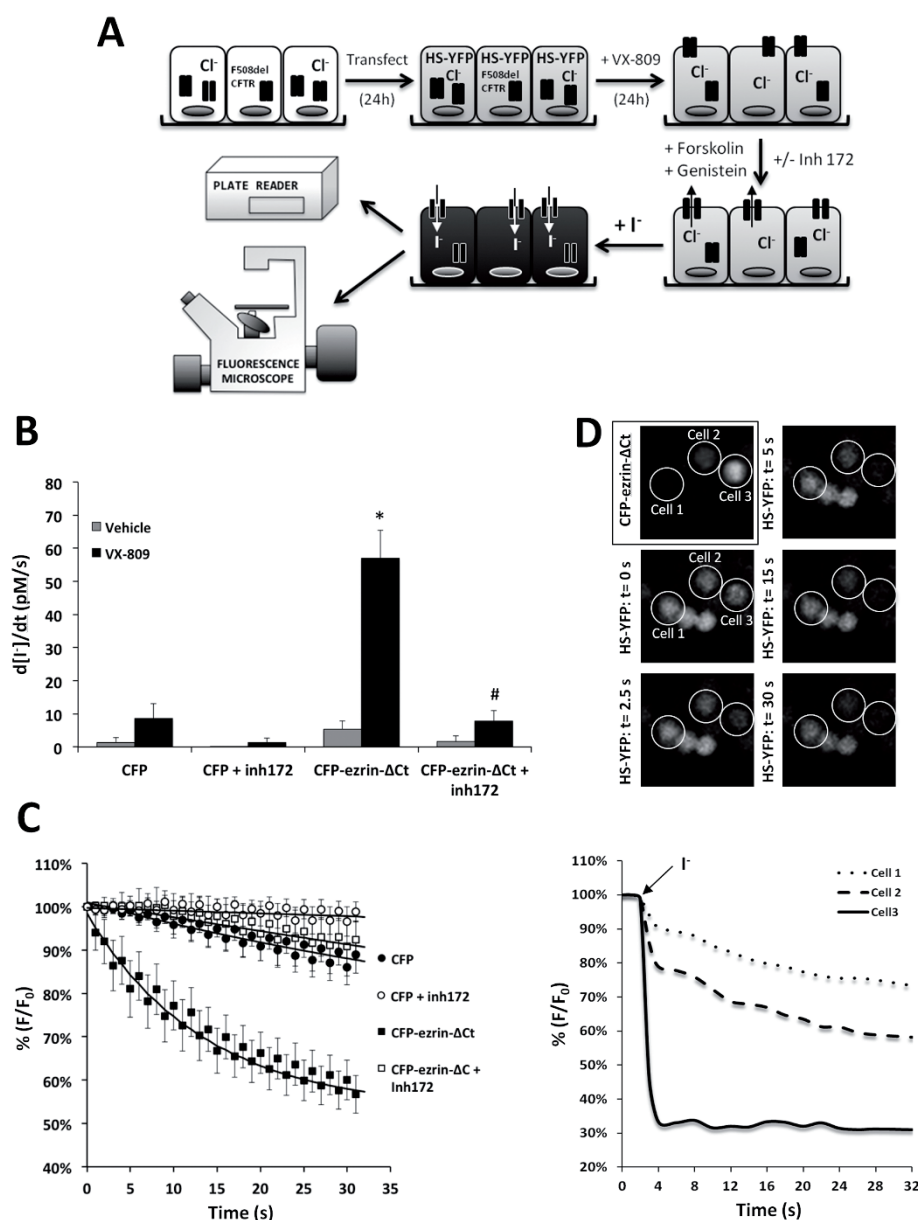 A
Cl⁻
F508del
CFTR
Cl⁻
Transfect
(24h)
HS-YFP
HS-YFP
HS-YFP
Cl⁻
F508del
CFTR
Cl⁻
+ VX-809
(24h)
Cl⁻
Cl⁻
Cl⁻
+ Forskolin
+ Genistein
+/- Inh 172
Cl⁻
Cl⁻
Cl⁻
+ I⁻
I⁻
I⁻
I⁻
PLATE READER
FLUORESCENCE
MICROSCOPE
B
d[I⁻]/dt (pM/s)
80
70
60
50
40
30
20
10
0
Vehicle
VX-809
*
#
CFP
CFP + inh172
CFP-ezrin-ΔCt
CFP-ezrin-ΔCt +
inh172
D
CFP-ezrin-ΔCt
Cell 2
Cell 1
Cell 3
HS-YFP: t= 5 s
HS-YFP: t= 0 s
Cell 2
Cell 1
Cell 3
HS-YFP: t= 15 s
HS-YFP: t= 2.5 s
HS-YFP: t= 30 s
C
% (F/F₀)
110%
100%
90%
80%
70%
60%
50%
40%
0
5
10
15
20
25
30
35
Time (s)
CFP
CFP + inh172
CFP-ezrin-ΔCt
CFP-ezrin-ΔC +
Inh172
% (F/F₀)
110%
100%
90%
80%
70%
60%
50%
40%
30%
20%
I⁻
Cell 1
Cell 2
Cell3
0
4
8
12
16
20
24
28
32
Time (s)